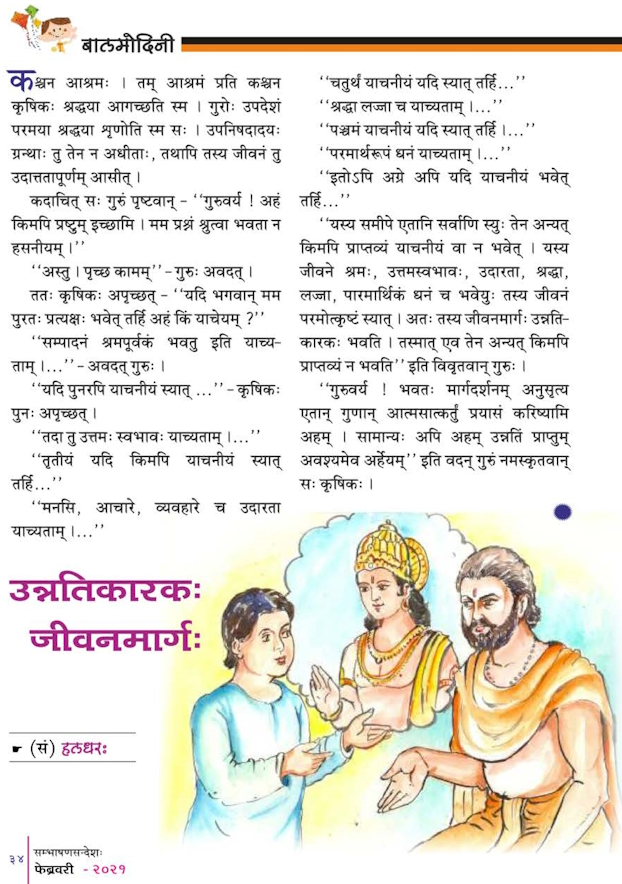 बालमोदिनी
कश्चन आश्रमः । तम् आश्रमं प्रति कश्चन
कृषिकः श्रद्धया आगच्छति स्म । गुरोः उपदेशं
परमया श्रद्धया शृणोति स्म सः । उपनिषदादयः
ग्रन्थाः तु तेन न अधीताः, तथापि तस्य जीवनं तु
उदात्ततापूर्णम् आसीत् ।
कदाचित् सः गुरुं पृष्टवान् - ‘‘गुरुवर्य ! अहं
किमपि प्रष्टुम् इच्छामि । मम प्रश्नं श्रुत्वा भवता न
हसनीयम् ।’’
‘‘अस्तु । पृच्छ कामम्’’ - गुरुः अवदत् ।
ततः कृषिकः अपृच्छत् - ‘‘यदि भगवान् मम
पुरतः प्रत्यक्षः भवेत् तर्हि अहं किं याचेयम् ?’’
‘‘सम्पादनं श्रमपूर्वकं भवतु इति याच्य-
ताम् ।...’’ - अवदत् गुरुः ।
‘‘यदि पुनरपि याचनीयं स्यात् ...’’ - कृषिकः
पुनः अपृच्छत् ।
‘‘तदा तु उत्तमः स्वभावः याच्यताम् ।...’’
‘‘तृतीयं यदि किमपि याचनीयं स्यात्
तर्हि...’’
‘‘मनसि, आचारे, व्यवहारे च उदारता
याच्यताम् ।...’’
‘‘चतुर्थं याचनीयं यदि स्यात् तर्हि...’’
‘‘श्रद्धा लज्जा च याच्यताम् ।...’’
‘‘पञ्चमं याचनीयं यदि स्यात् तर्हि ।...’’
‘‘परमार्थरूपं धनं याच्यताम् ।...’’
‘‘इतोऽपि अग्रे अपि यदि याचनीयं भवेत्
तर्हि...’’
‘‘यस्य समीपे एतानि सर्वाणि स्युः तेन अन्यत्
किमपि प्राप्तव्यं याचनीयं वा न भवेत् । यस्य
जीवने श्रमः, उत्तमस्वभावः, उदारता, श्रद्धा,
लज्जा, पारमार्थिकं धनं च भवेयुः तस्य जीवनं
परमोत्कृष्टं स्यात् । अतः तस्य जीवनमार्गः उन्नति-
कारकः भवति । तस्मात् एव तेन अन्यत् किमपि
प्राप्तव्यं न भवति’’ इति विवृतवान् गुरुः ।
‘‘गुरुवर्य ! भवतः मार्गदर्शनम् अनुसृत्य
एतान् गुणान् आत्मसात्कर्तुं प्रयासं करिष्यामि
अहम् । सामान्यः अपि अहम् उन्नतिं प्राप्तुम्
अवश्यमेव अर्हेयम्’’ इति वदन् गुरुं नमस्कृतवान्
सः कृषिकः ।
उन्नतिकारकः
जीवनमार्गः
☛ (सं) हलधरः
३४
सम्भाषणसन्देशः
फेब्रवरी - २०२१